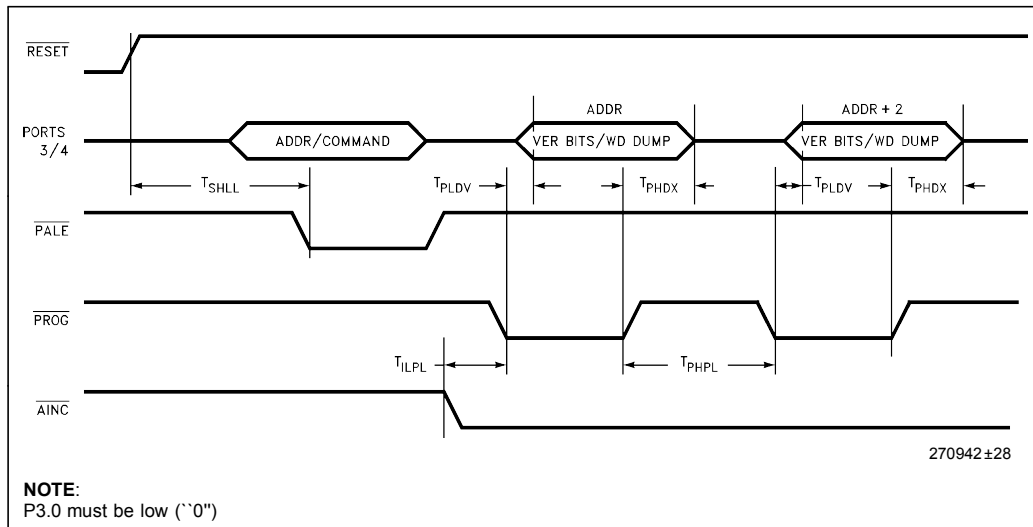 RESET
ADDR
ADDR + 2
PORTS
3/4
ADDR/COMMAND
VER BITS/WD DUMP
VER BITS/WD DUMP
TSHLL
TPLDV
TPHDX
TPLDV
TPHDX
PALE
PROG
TILPL
TPHPL
AINC
270942±28
NOTE:
P3.0 must be low (``0'')